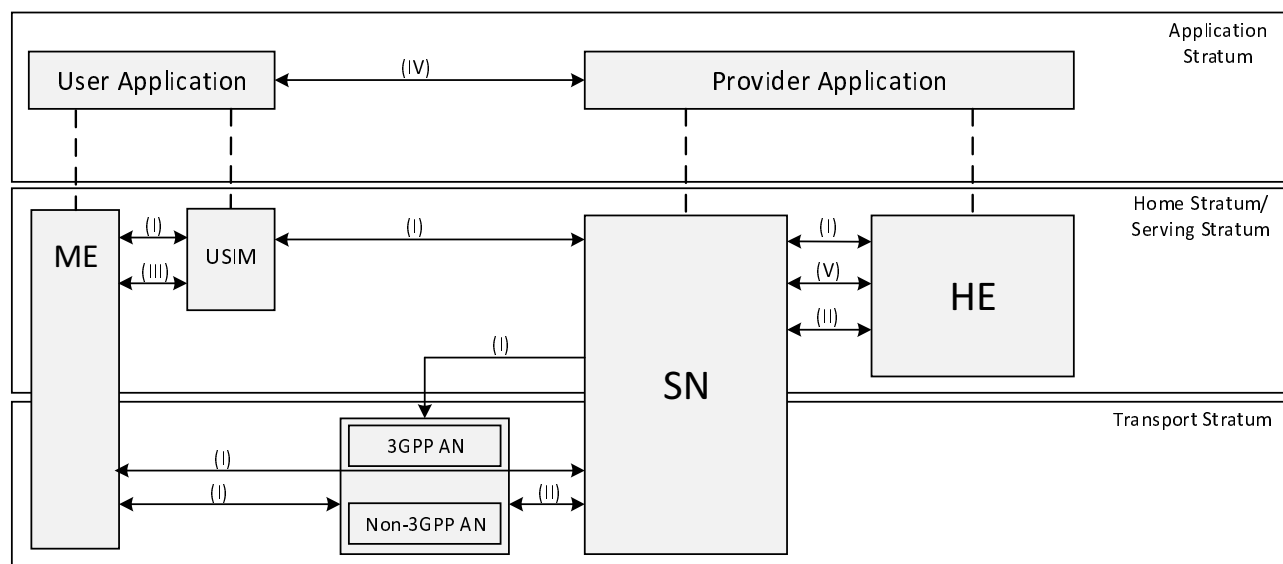 Application
Stratum
User Application
(IV)
Provider Application
Home Stratum/
Serving Stratum
ME
(I)
(III)
USIM
(I)
(I)
(V)
(II)
HE
(I)
SN
Transport Stratum
3GPP AN
(I)
(I)
(II)
Non-3GPP AN